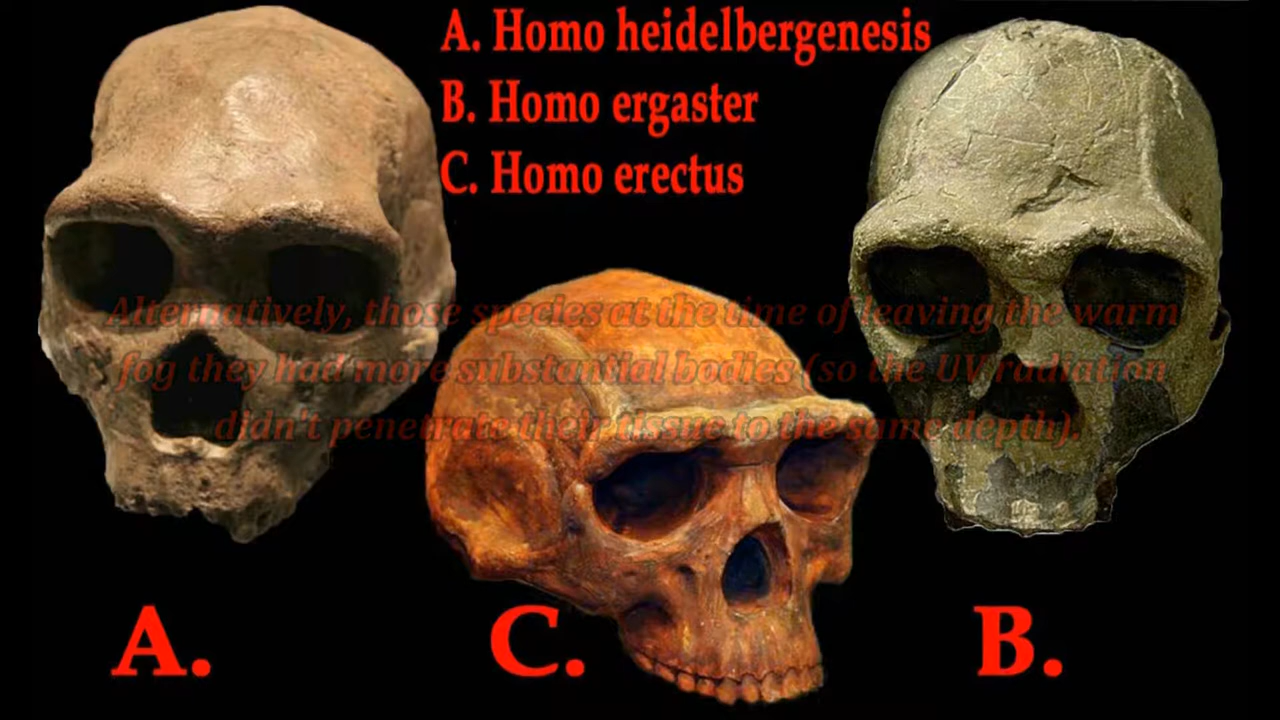 A. Homo heidelbergenesis
B. Homo ergaster
C. Homo erectus
Alternatively, those species at the time of leaving the warm
fog they had more substantial bodies (so the UV radiation
didn't penetrate their tissue to the same depth).
A.
C.
B.